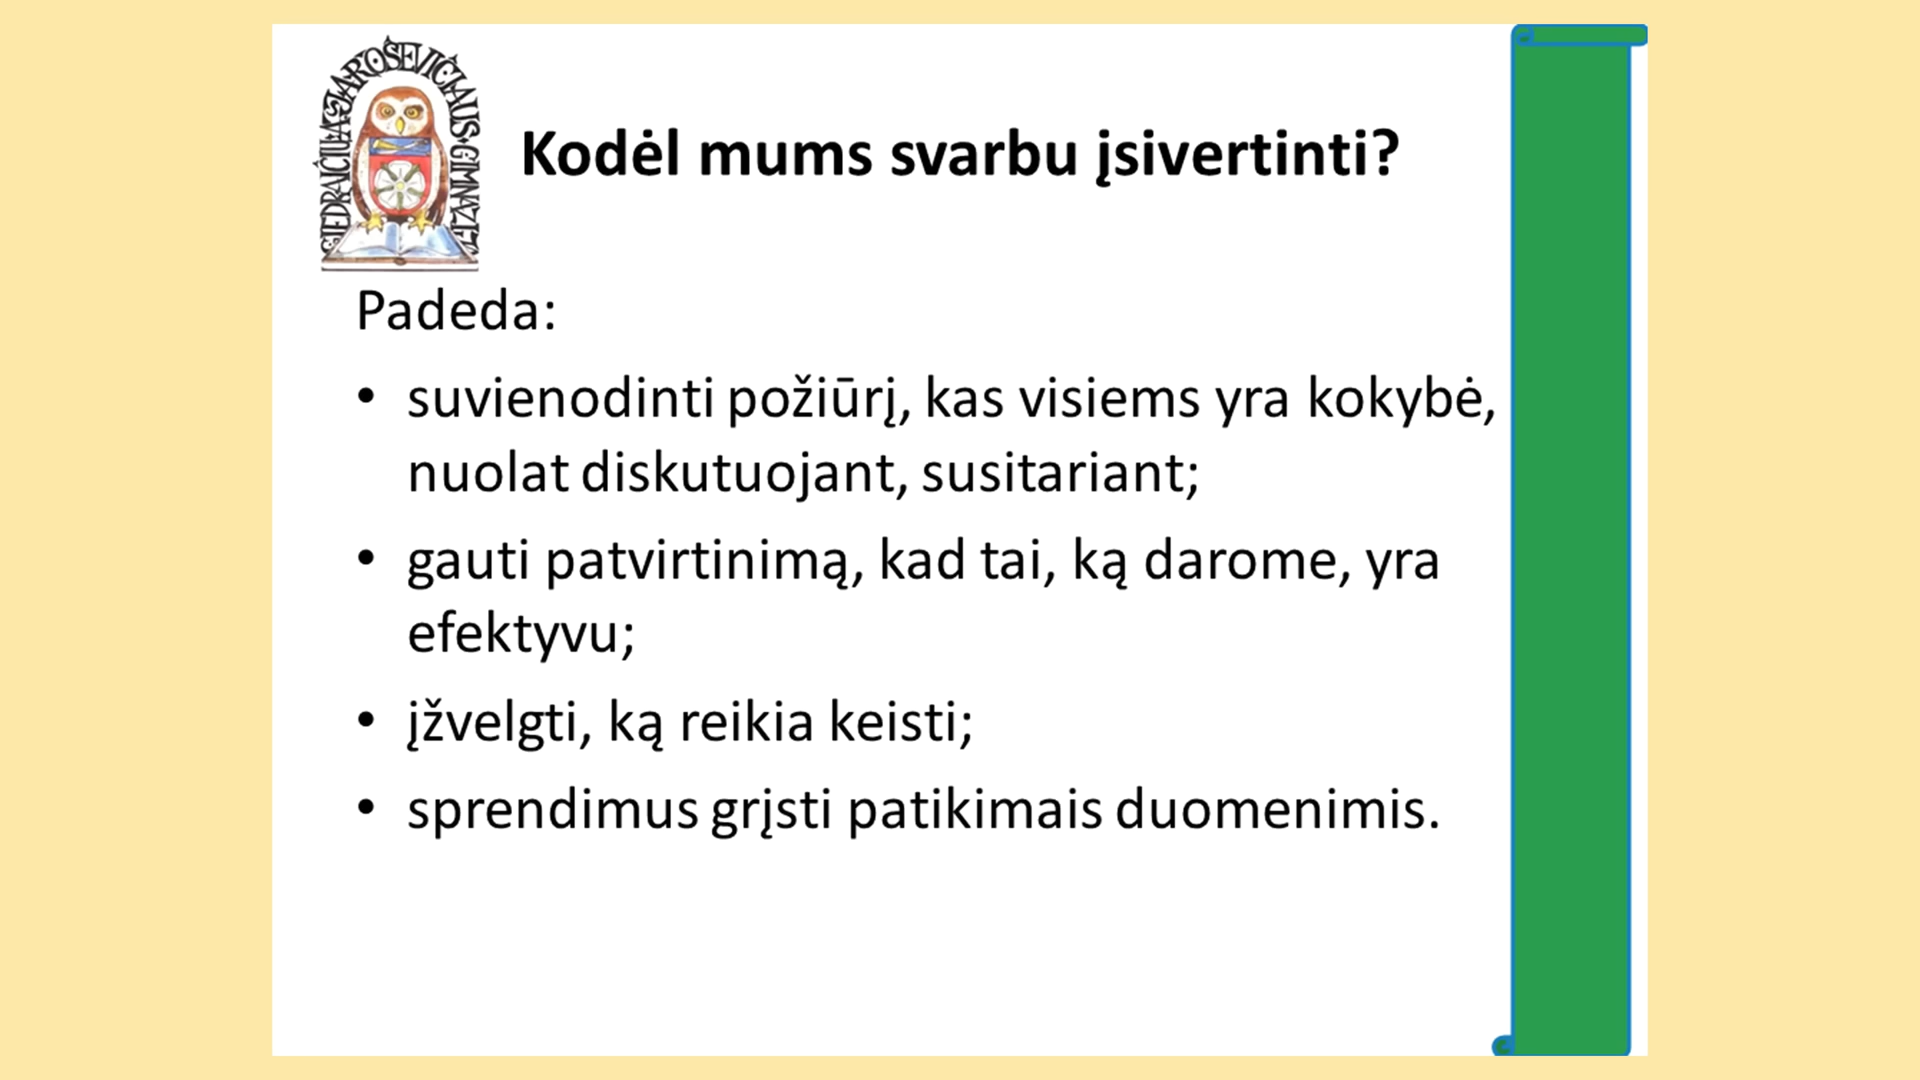 GIEDRAIČIŲ A. JAROŠEVIČIAUS GIMNAZIJA
Kodėl mums svarbu įsivertinti?
Padeda:
• suvienodinti požiūrį, kas visiems yra kokybė,
nuolat diskutuojant, susitariant;
• gauti patvirtinimą, kad tai, ką darome, yra
efektyvu;
• įžvelgti, ką reikia keisti;
• sprendimus grįsti patikimais duomenimis.